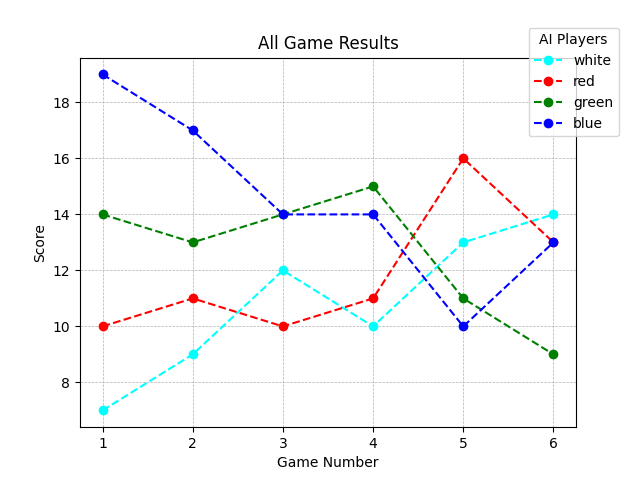 All Game Results
AI Players
white
red
green
blue
Score
18
16
14
12
10
8
1 2 3 4 5 6
Game Number